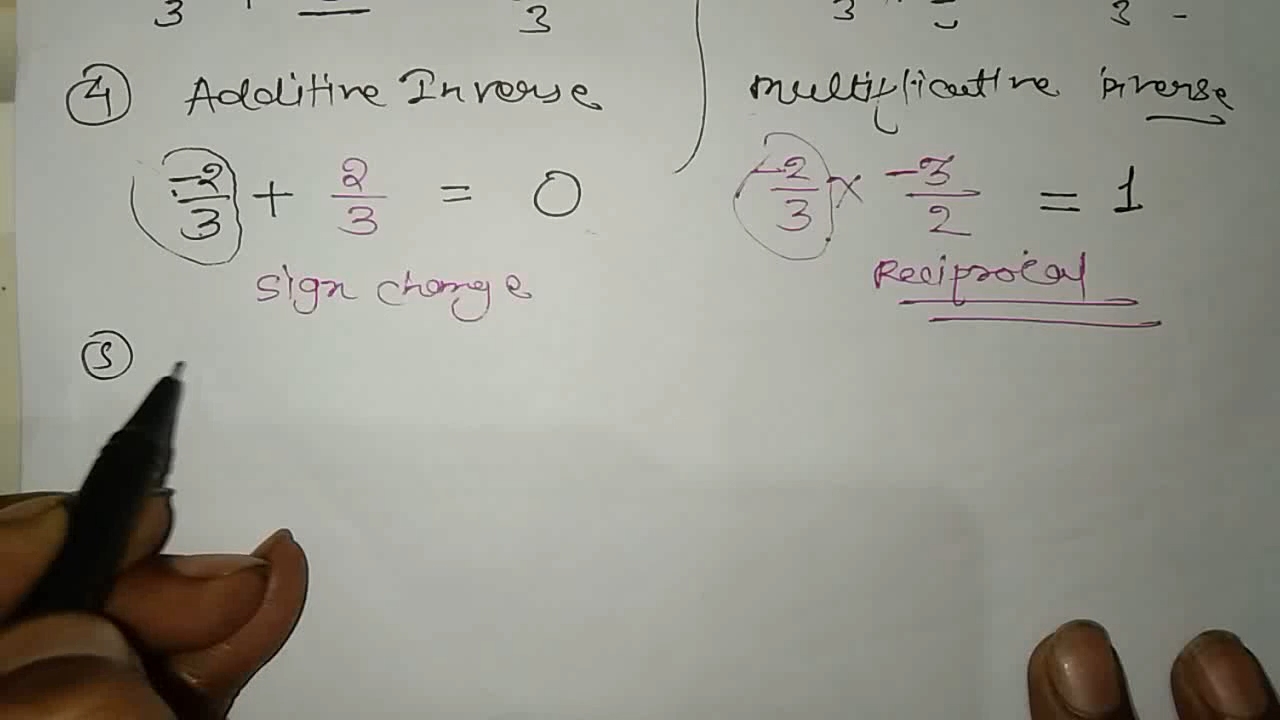 ④ Additive Inverse
-2/3 + 2/3 = 0
Sign change
multiplicative inverse
-2/3 × -3/2 = 1
Reciprocal
⑤